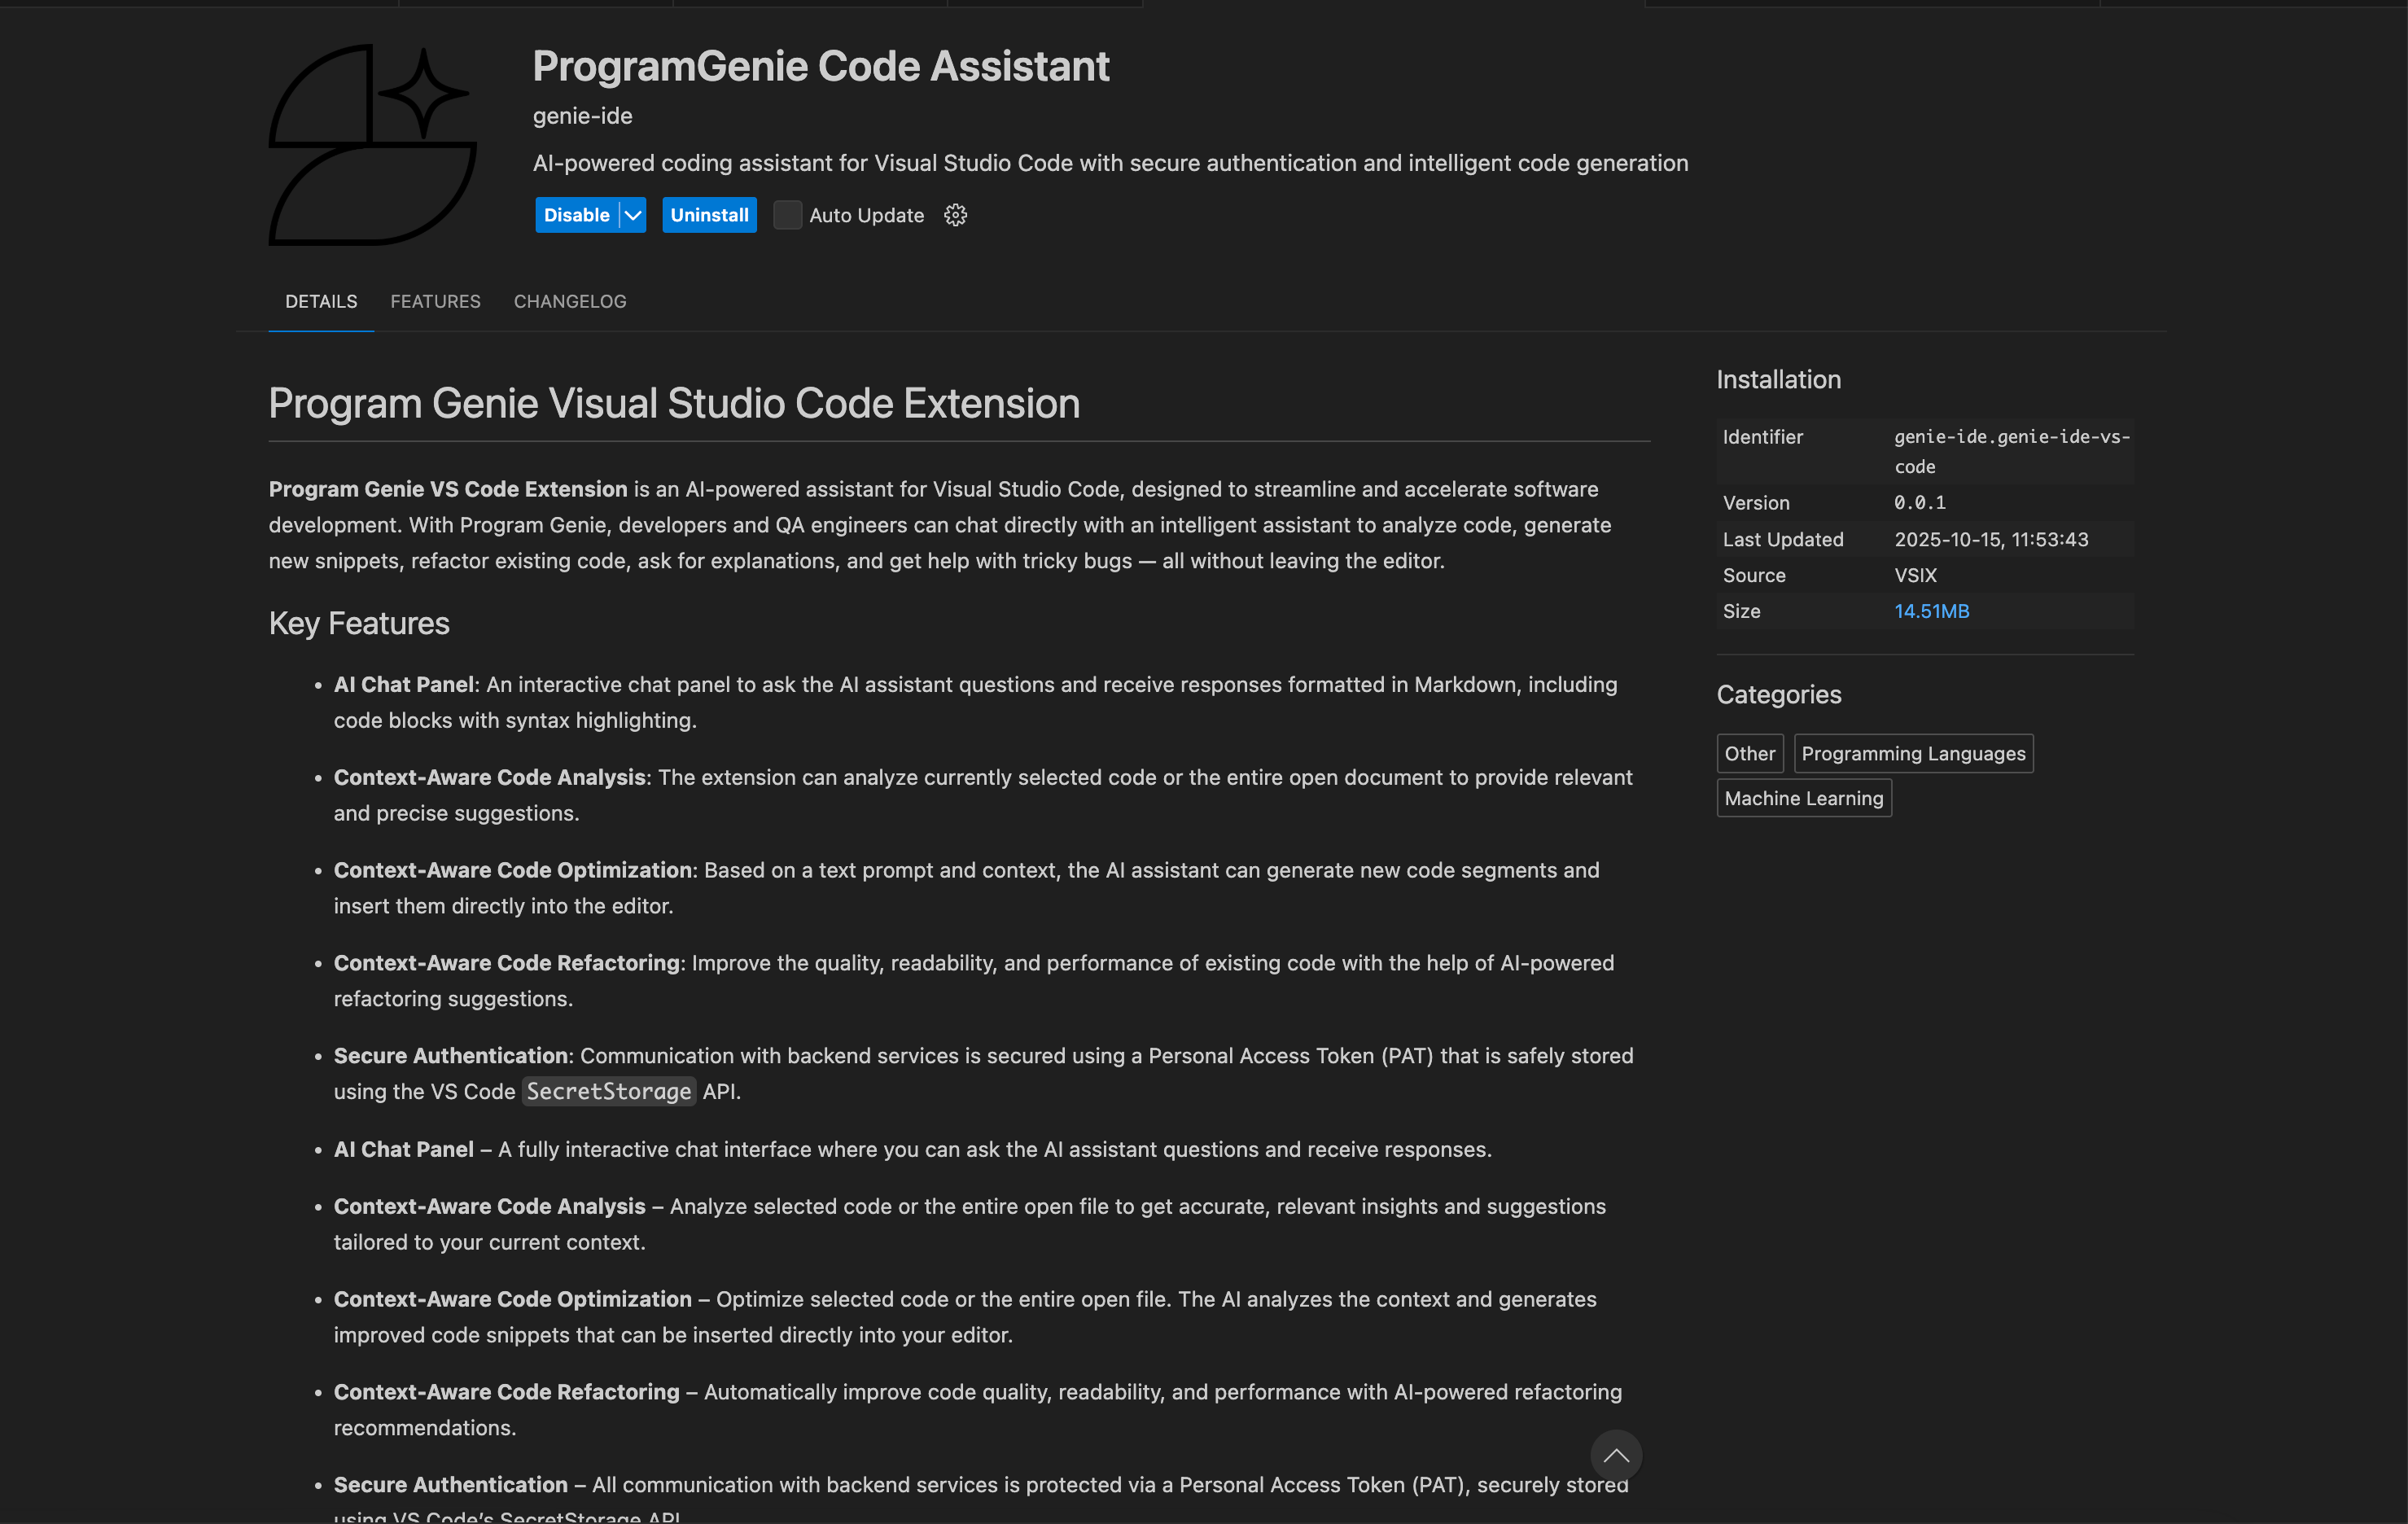 ProgramGenie Code Assistant
genie-ide
AI-powered coding assistant for Visual Studio Code with secure authentication and intelligent code generation
Disable Uninstall Auto Update
DETAILS FEATURES CHANGELOG
Program Genie Visual Studio Code Extension
Program Genie VS Code Extension is an AI-powered assistant for Visual Studio Code, designed to streamline and accelerate software
development. With Program Genie, developers and QA engineers can chat directly with an intelligent assistant to analyze code, generate
new snippets, refactor existing code, ask for explanations, and get help with tricky bugs — all without leaving the editor.
Key Features
• AI Chat Panel: An interactive chat panel to ask the AI assistant questions and receive responses formatted in Markdown, including
code blocks with syntax highlighting.
• Context-Aware Code Analysis: The extension can analyze currently selected code or the entire open document to provide relevant
and precise suggestions.
• Context-Aware Code Optimization: Based on a text prompt and context, the AI assistant can generate new code segments and
insert them directly into the editor.
• Context-Aware Code Refactoring: Improve the quality, readability, and performance of existing code with the help of AI-powered
refactoring suggestions.
• Secure Authentication: Communication with backend services is secured using a Personal Access Token (PAT) that is safely stored
using the VS Code SecretStorage API.
• AI Chat Panel – A fully interactive chat interface where you can ask the AI assistant questions and receive responses.
• Context-Aware Code Analysis – Analyze selected code or the entire open file to get accurate, relevant insights and suggestions
tailored to your current context.
• Context-Aware Code Optimization – Optimize selected code or the entire open file. The AI analyzes the context and generates
improved code snippets that can be inserted directly into your editor.
• Context-Aware Code Refactoring – Automatically improve code quality, readability, and performance with AI-powered refactoring
recommendations.
• Secure Authentication – All communication with backend services is protected via a Personal Access Token (PAT), securely stored
using VS Code's SecretStorage API
Installation
Identifier genie-ide.genie-ide-vs-
code
Version 0.0.1
Last Updated 2025-10-15, 11:53:43
Source VSIX
Size 14.51MB
Categories
Other Programming Languages
Machine Learning